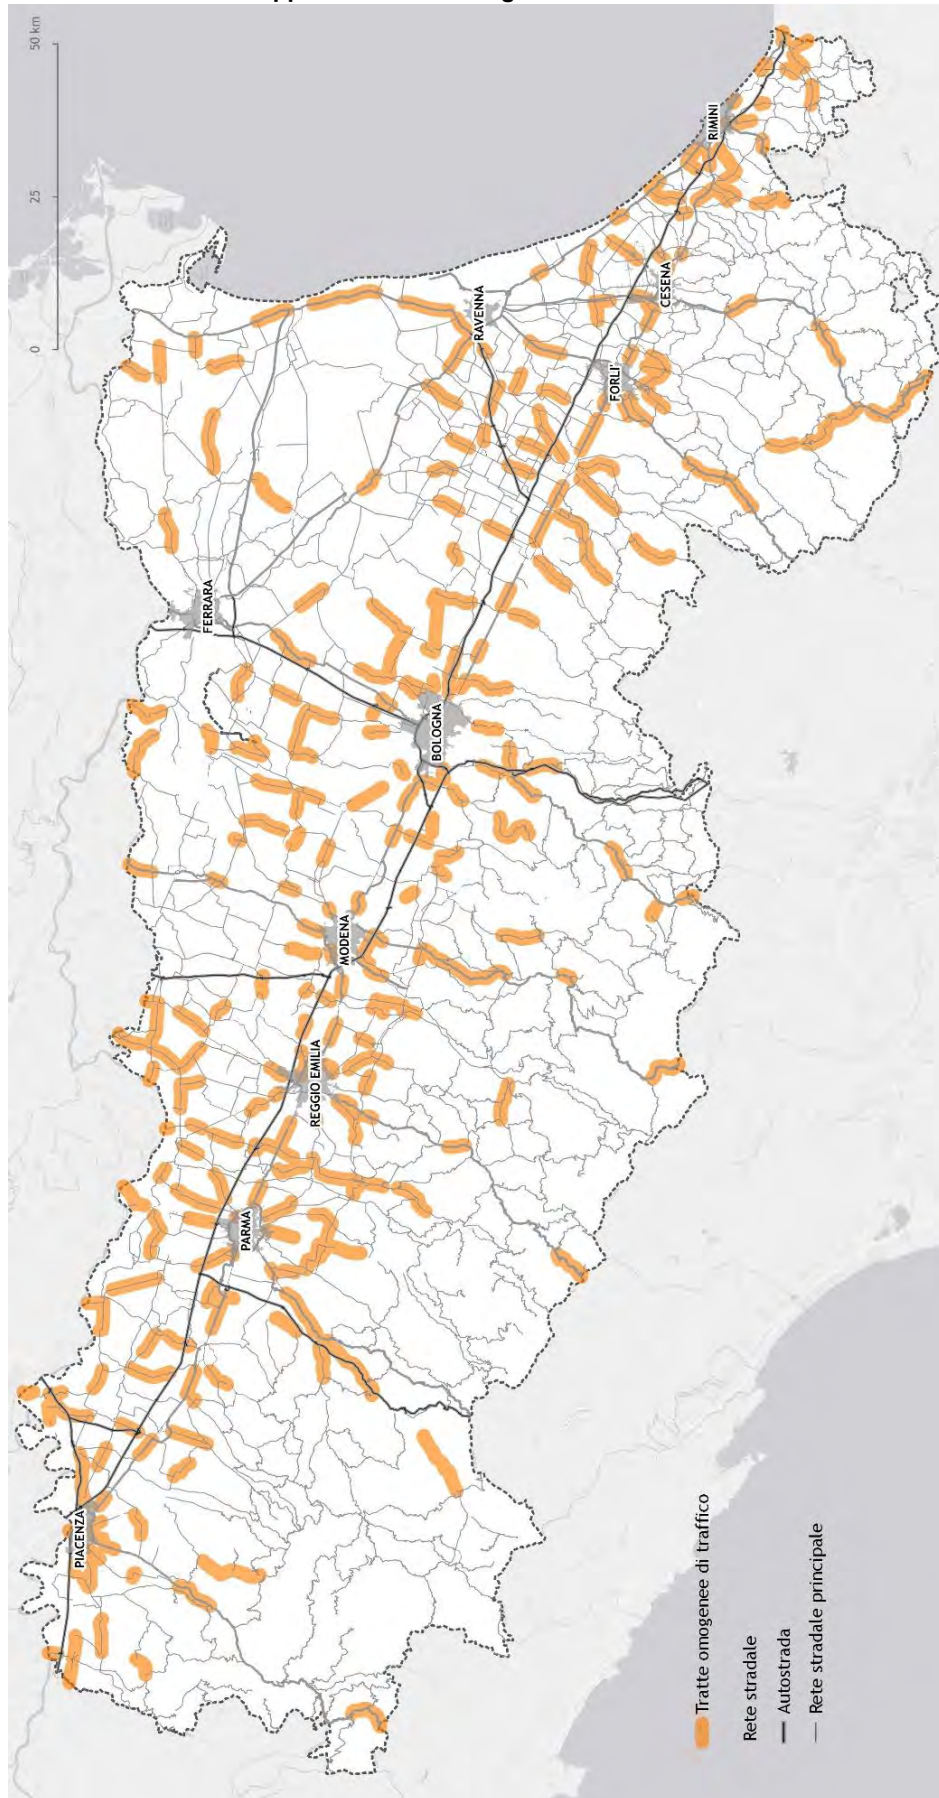 50 km
25
0
RIMINI
RAVENNA
CESENA
FORLI'
FERRARA
BOLOGNA
MODENA
REGGIO EMILIA
PARMA
PIACENZA
Tratte omogenee di traffico
Rete stradale
Autostrada
Rete stradale principale